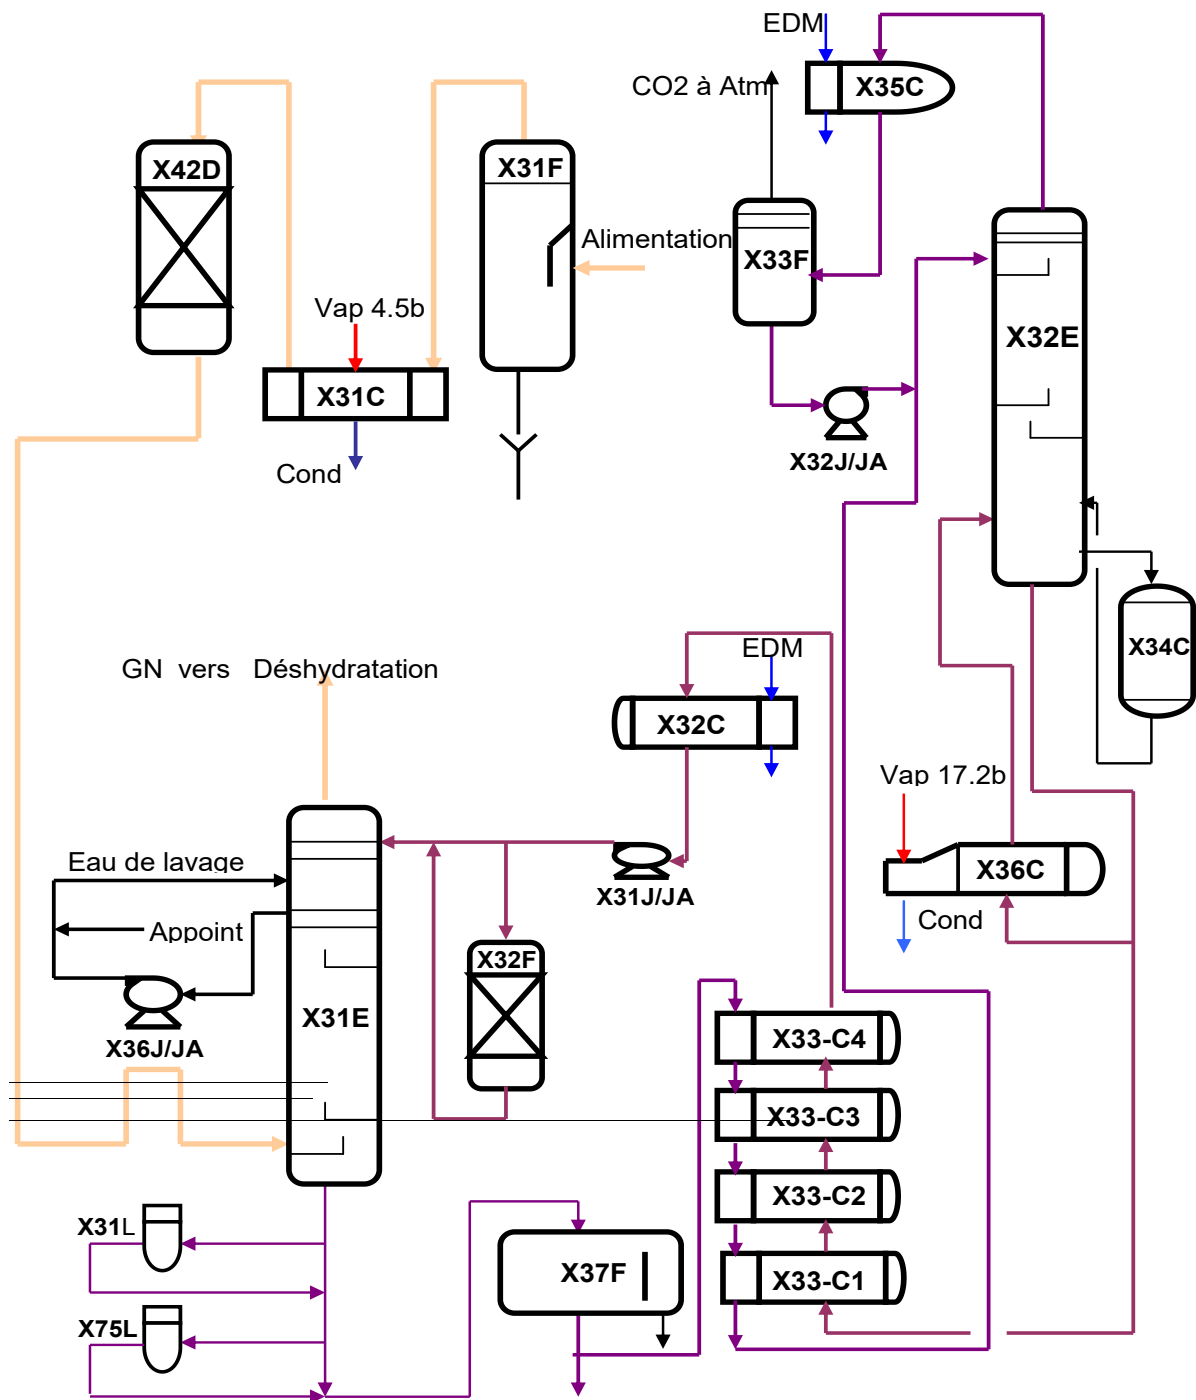 EDM
CO2 à Atm
X35C
X42D
X31F
Alimentation
X33F
Vap 4.5b
X32E
X31C
X32J/JA
Cond
X34C
EDM
GN vers Déshydratation
X32C
Vap 17.2b
Eau de lavage
X36C
X31J/JA
Appoint
Cond
X32F
X31E
X36J/JA
X33-C4
X33-C3
X33-C2
X31L
X37F
X33-C1
X75L